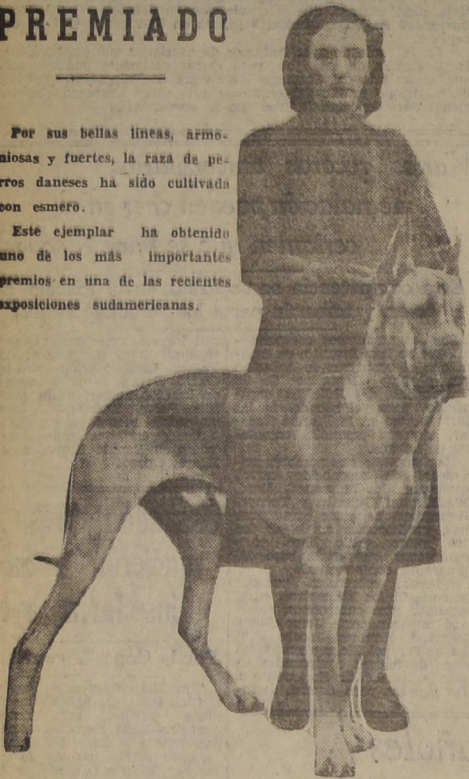 PREMIADO
Por sus bellas líneas, armo-
niosas y fuertes, la raza de pe-
rros daneses ha sido cultivada
con esmero.
Este ejemplar ha obtenido
uno de los más importantes
premios en una de las recientes
exposiciones sudamericanas.